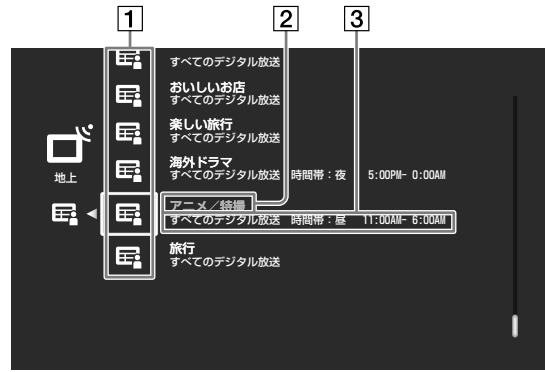 1 2 3
すべてのデジタル放送
おいしいお店
すべてのデジタル放送
楽しい旅行
すべてのデジタル放送
海外ドラマ
すべてのデジタル放送 時間帯：夜 5:00PM- 0:00AM
地上
アニメ／特撮
すべてのデジタル放送 時間帯：昼 11:00AM- 6:00AM
旅行
すべてのデジタル放送